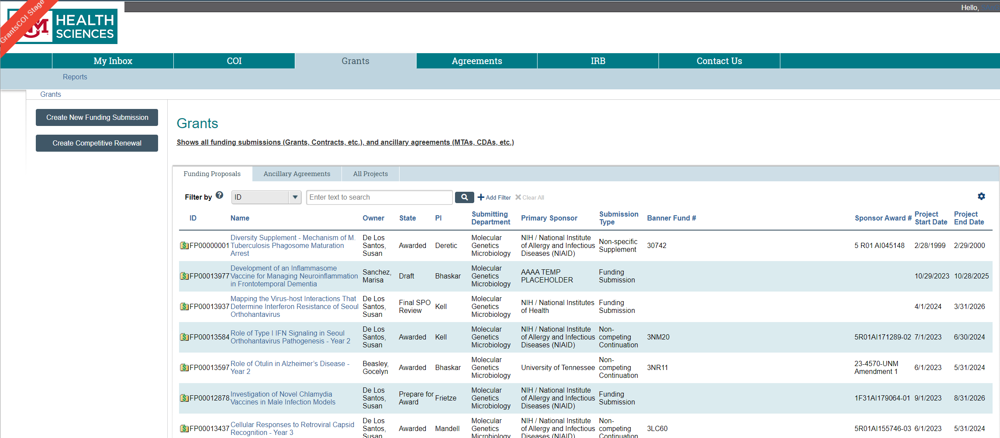 GrantsCOI Stage
HEALTH
SCIENCES
Hello,
My Inbox
COI
Grants
Agreements
IRB
Contact Us
Reports
Grants
Create New Funding Submission
Create Competitive Renewal
Grants
Shows all funding submissions (Grants, Contracts, etc.), and ancillary agreements (MTAs, CDAs, etc.)
Funding Proposals
Ancillary Agreements
All Projects
Filter by ? ID Enter text to search Add Filter Clear All
ID Name Owner State PI Submitting Department Primary Sponsor Submission Type Banner Fund # Sponsor Award # Project Start Date Project End Date
FP00000001 Diversity Supplement - Mechanism of M. Tuberculosis Phagosome Maturation Arrest De Los Santos, Susan Awarded Deretic Molecular Genetics Microbiology NIH / National Institute of Allergy and Infectious Diseases (NIAID) Non-specific Supplement 30742 5 R01 AI045148 2/28/1999 2/29/2000
FP00013977 Development of an Inflammasome Vaccine for Managing Neuroinflammation in Frontotemporal Dementia Sanchez, Marisa Draft Bhaskar Molecular Genetics Microbiology AAAA TEMP PLACEHOLDER Funding Submission 10/29/2023 10/28/2025
FP00013937 Mapping the Virus-host Interactions That Determine Interferon Resistance of Seoul Orthohantavirus De Los Santos, Susan Final SPO Review Kell Molecular Genetics Microbiology NIH / National Institutes of Health Funding Submission 4/1/2024 3/31/2026
FP00013584 Role of Type I IFN Signaling in Seoul Orthohantavirus Pathogenesis - Year 2 De Los Santos, Susan Awarded Kell Molecular Genetics Microbiology NIH / National Institute of Allergy and Infectious Diseases (NIAID) Non-competing Continuation 3NM20 5R01AI171289-02 7/1/2023 6/30/2024
FP00013597 Role of Otulin in Alzheimer's Disease - Year 2 Beasley, Gocelyn Awarded Bhaskar Molecular Genetics Microbiology University of Tennessee Non-competing Continuation 3NR11 23-4570-UNM Amendment 1 6/1/2023 5/31/2024
FP00012878 Investigation of Novel Chlamydia Vaccines in Male Infection Models De Los Santos, Susan Prepare for Award Frietze Molecular Genetics Microbiology NIH / National Institute of Allergy and Infectious Diseases (NIAID) Funding Submission 1F31AI179064-01 9/1/2023 8/31/2026
FP00013437 Cellular Responses to Retroviral Capsid Recognition - Year 3 De Los Santos, Susan Awarded Mandell Molecular Genetics Microbiology NIH / National Institute of Allergy and Infectious Diseases (NIAID) Non-competing Continuation 3LC60 5R01AI155746-03 6/1/2023 5/31/2024